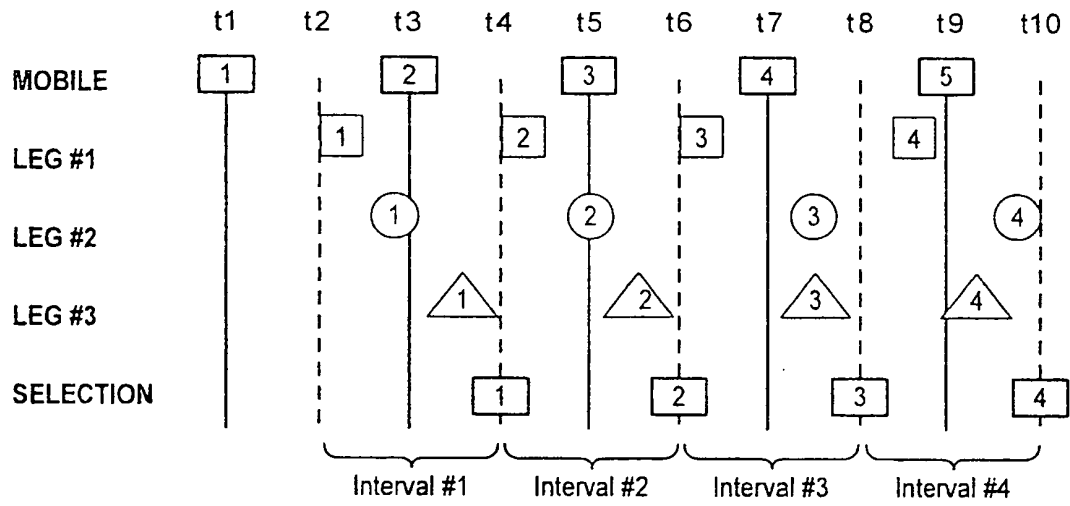 t1 t2 t3 t4 t5 t6 t7 t8 t9 t10
MOBILE 1 2 3 4 5
LEG #1 1 2 3 4
LEG #2 1 2 3 4
LEG #3 1 2 3 4
SELECTION 1 2 3 4
Interval #1 Interval #2 Interval #3 Interval #4